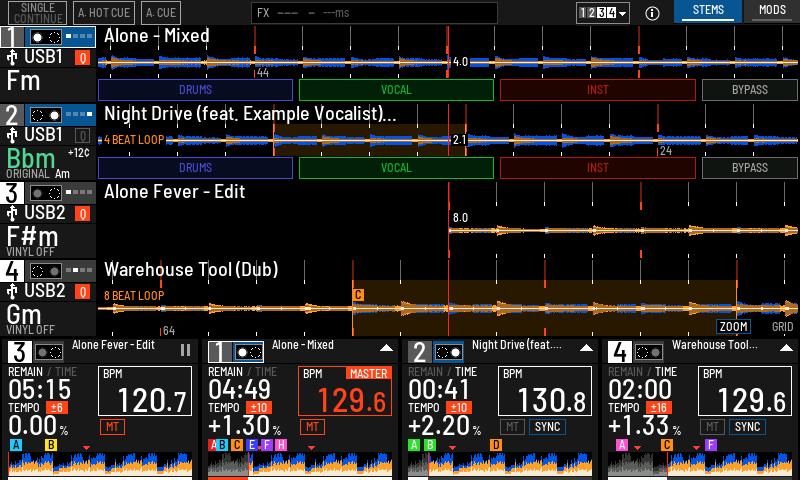 SINGLE
CONTINUE
A. HOT CUE
A. CUE
FX --- - ---ms
1 2 3 4
STEMS
MODS
1
Alone - Mixed
USB1 0
4.0
Fm
44
DRUMS VOCAL INST BYPASS
2
Night Drive (feat. Example Vocalist)...
USB1 0
4 BEAT LOOP
2.1
Bbm +12¢
24
ORIGINAL Am
DRUMS VOCAL INST BYPASS
3
Alone Fever - Edit
USB2 0
8.0
F#m
VINYL OFF
4
Warehouse Tool (Dub)
USB2 0
8 BEAT LOOP
C
Gm
64
VINYL OFF
ZOOM GRID
3
Alone Fever - Edit
REMAIN / TIME
05:15
TEMPO ±6
0.00%
BPM
120.7
MT
A B
1
Alone - Mixed
REMAIN / TIME
04:49
TEMPO ±10
+1.30%
BPM MASTER
129.6
MT
A B C E F H
2
Night Drive (feat....
REMAIN / TIME
00:41
TEMPO ±10
+2.20%
BPM
130.8
MT SYNC
A B D
4
Warehouse Tool...
REMAIN / TIME
02:00
TEMPO ±16
+1.33%
BPM
129.6
MT SYNC
A C F